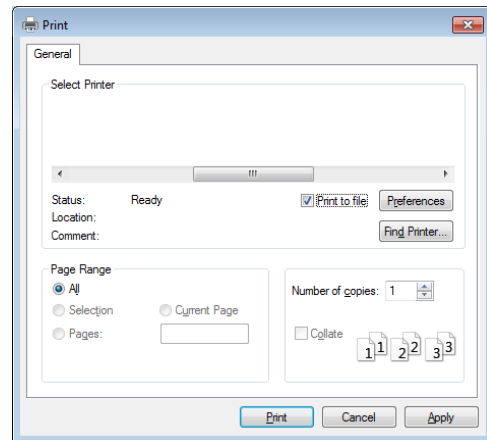 Print
General
Select Printer
Status: Ready
Print to file
Preferences
Location:
Comment:
Find Printer...
Page Range
All
Selection
Current Page
Pages:
Number of copies: 1
Collate
1 1 2 2 3 3
Print Cancel Apply